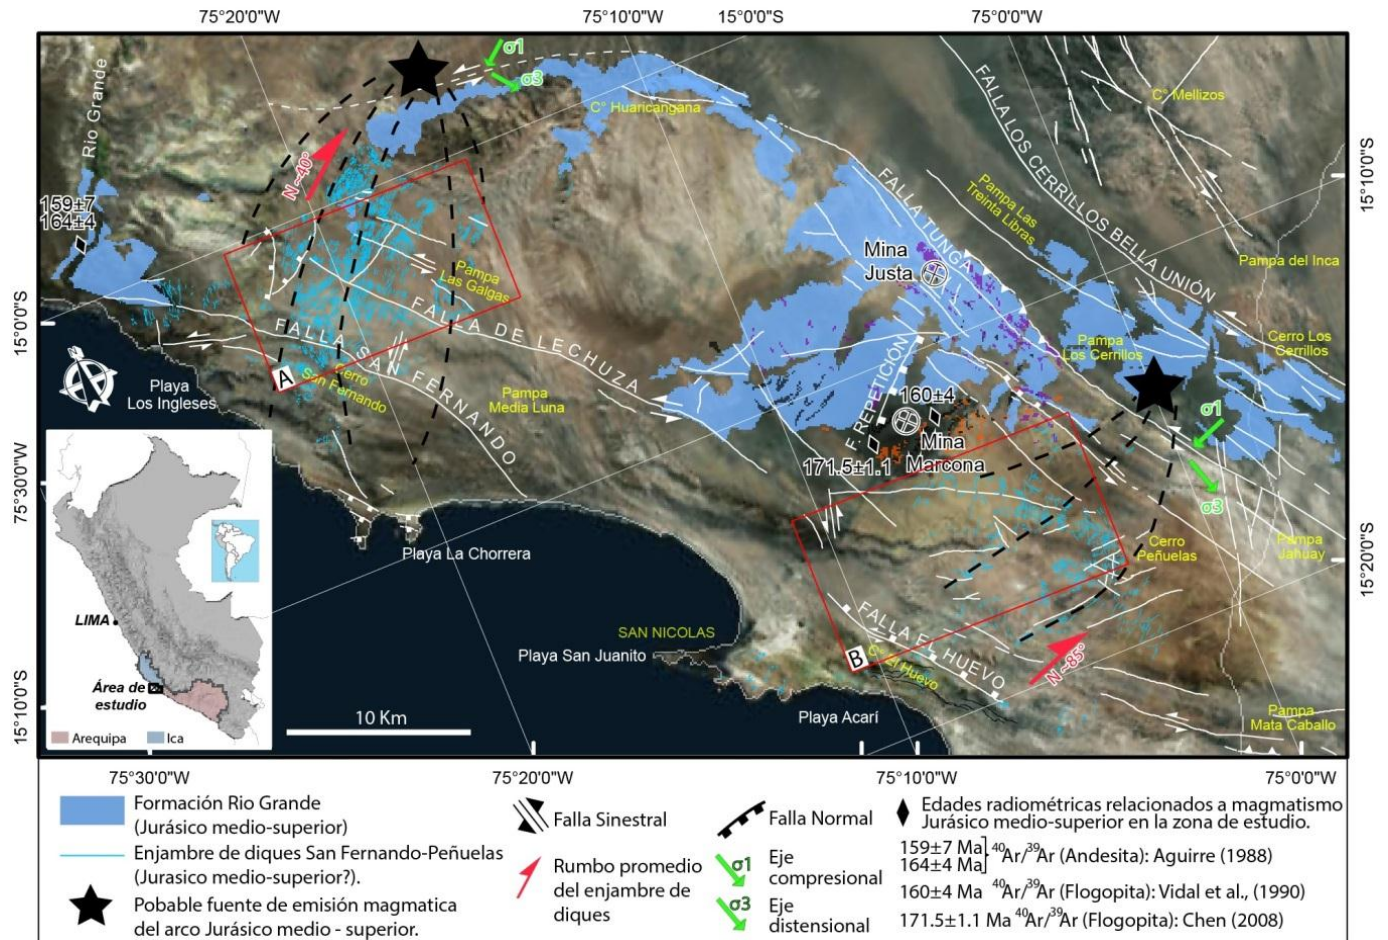 75°20'0"W
75°10'0"W
15°0'0"S
75°0'0"W
Rio Grande
σ1
σ3
C° Huaricangana
FALLA LOS CERRILLOS BELLA UNIÓN
C° Mellizos
15°10'0"S
N ~40°
159±7
164±4
FALLA TUNGA
Pampa Las
Treinta Libras
Mina
Justa
Pampa del Inca
Pampa
Las Galgas
FALLA DE LECHUZA
15°0'0"S
FALLA SAN FERNANDO
A
Cerro
San Fernando
Pampa
Los Cerrillos
Cerro Los
Cerrillos
Playa
Los Ingleses
Pampa
Media Luna
F. REPETICIÓN
160±4
Mina
Marcona
171.5±1.1
σ1
σ3
75°30'0"W
Playa La Chorrera
Cerro
Peñuelas
Pampa
Jahuay
15°20'0"S
LIMA
Área de
estudio
Arequipa
Ica
SAN NICOLAS
Playa San Juanito
FALLA EL HUEVO
B
C° El Huevo
N ~85°
10 Km
Playa Acarí
Pampa
Mata Caballo
15°10'0"S
75°30'0"W
75°20'0"W
75°10'0"W
75°0'0"W
Formación Rio Grande
(Jurásico medio-superior)
Enjambre de diques San Fernando-Peñuelas
(Jurasico medio-superior?).
Pobable fuente de emisión magmatica
del arco Jurásico medio - superior.
Falla Sinestral
Rumbo promedio
del enjambre de
diques
Falla Normal
σ1
Eje
compresional
σ3
Eje
distensional
Edades radiométricas relacionados a magmatismo
Jurásico medio-superior en la zona de estudio.
159±7 Ma
164±4 Ma
⁴⁰Ar/³⁹Ar (Andesita): Aguirre (1988)
160±4 Ma ⁴⁰Ar/³⁹Ar (Flogopita): Vidal et al., (1990)
171.5±1.1 Ma ⁴⁰Ar/³⁹Ar (Flogopita): Chen (2008)